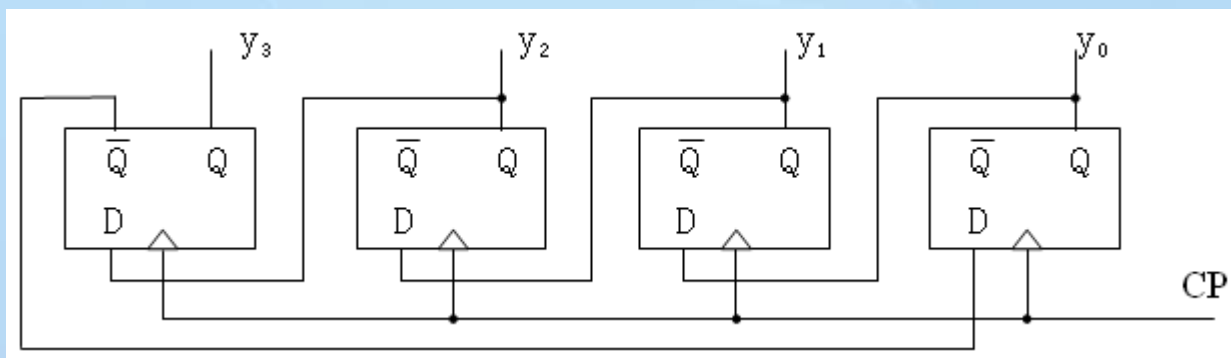 y₃ y₂ y₁ y₀
Q̅ Q Q̅ Q Q̅ Q Q̅ Q
D D D D
CP